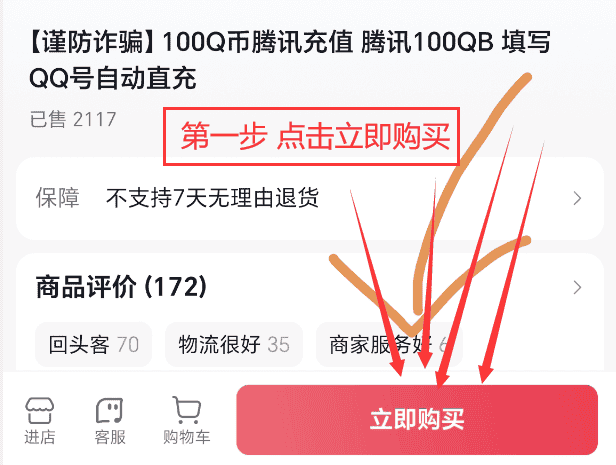 【谨防诈骗】100Q币腾讯充值 腾讯100QB 填写
QQ号自动直充
已售 2117
第一步 点击立即购买
保障 不支持7天无理由退货
商品评价 (172)
回头客 70 物流很好 35 商家服务好 6
进店 客服 购物车 立即购买